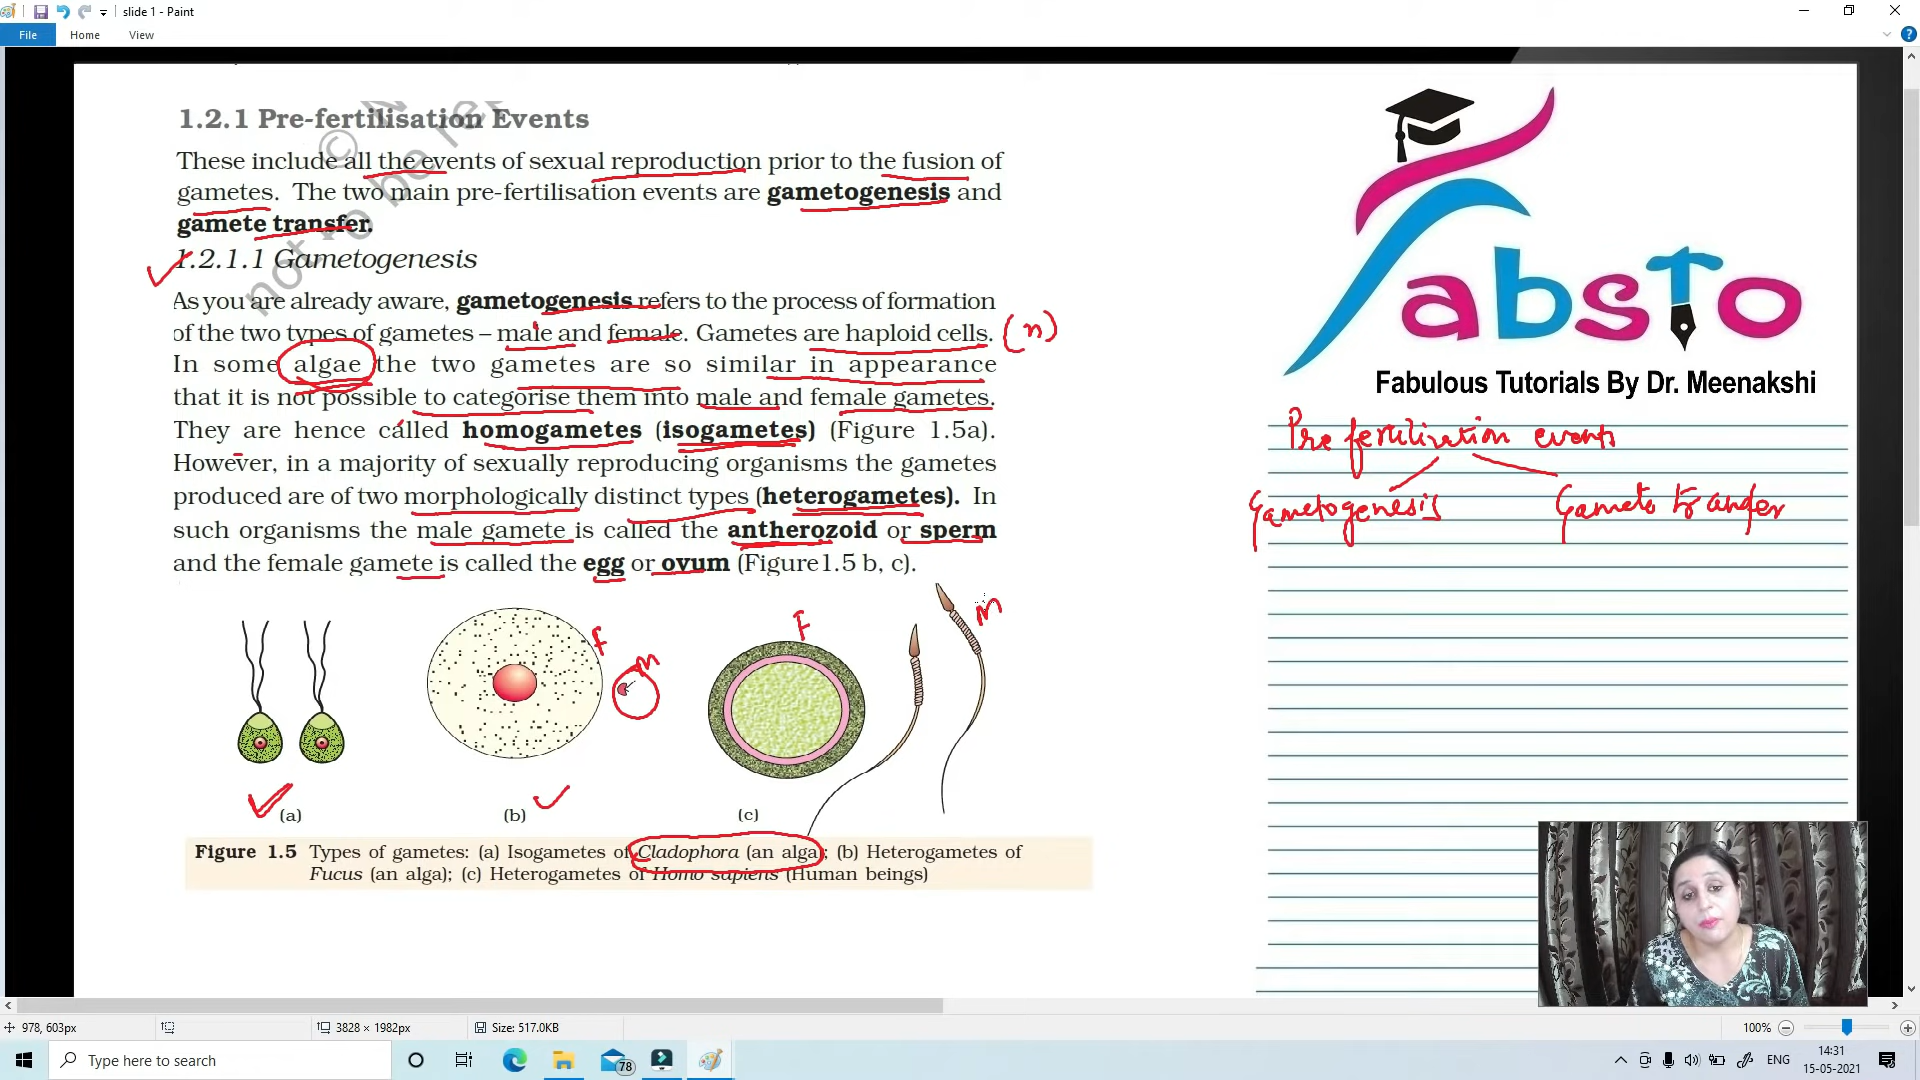 slide 1 - Paint
File Home View
1.2.1 Pre-fertilisation Events
These include all the events of sexual reproduction prior to the fusion of
gametes. The two main pre-fertilisation events are gametogenesis and
gamete transfer.
1.2.1.1 Gametogenesis
As you are already aware, gametogenesis refers to the process of formation
of the two types of gametes – male and female. Gametes are haploid cells. (n)
In some algae the two gametes are so similar in appearance
that it is not possible to categorise them into male and female gametes.
They are hence called homogametes (isogametes) (Figure 1.5a).
However, in a majority of sexually reproducing organisms the gametes
produced are of two morphologically distinct types (heterogametes). In
such organisms the male gamete is called the antherozoid or sperm
and the female gamete is called the egg or ovum (Figure1.5 b, c).
F M F M
(a) (b) (c)
Figure 1.5 Types of gametes: (a) Isogametes of Cladophora (an alga); (b) Heterogametes of
Fucus (an alga); (c) Heterogametes of Homo sapiens (Human beings)
© N
not to be re
absTo
Fabulous Tutorials By Dr. Meenakshi
Pre fertilization events
Gametogenesis Gamete transfer
978, 603px 3828 × 1982px Size: 517.0KB 100%
Type here to search
78
ENG
14:31
15-05-2021